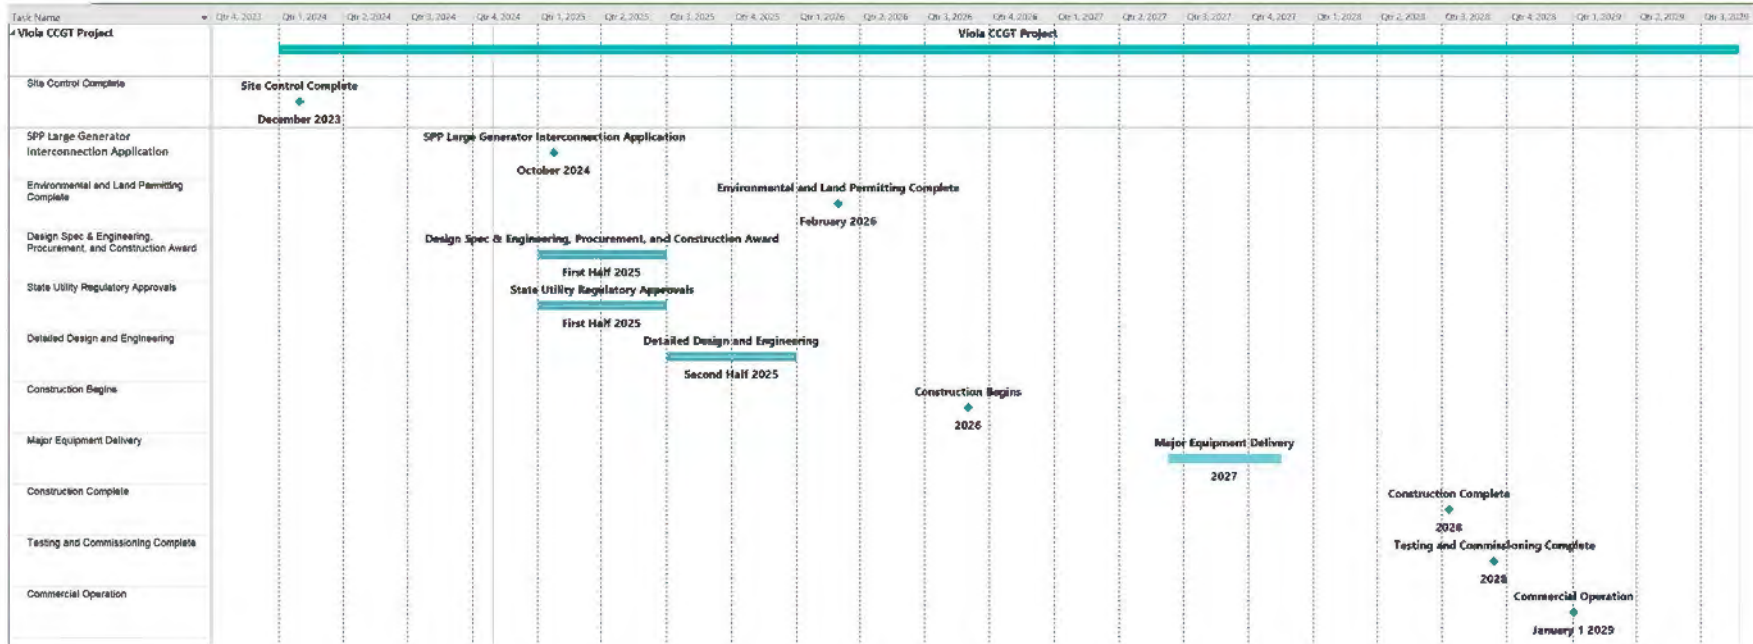 Task Name Qtr 4, 2023 Qtr 1, 2024 Qtr 2, 2024 Qtr 3, 2024 Qtr 4, 2024 Qtr 1, 2025 Qtr 2, 2025 Qtr 3, 2025 Qtr 4, 2025 Qtr 1, 2026 Qtr 2, 2026 Qtr 3, 2026 Qtr 4, 2026 Qtr 1, 2027 Qtr 2, 2027 Qtr 3, 2027 Qtr 4, 2027 Qtr 1, 2028 Qtr 2, 2028 Qtr 3, 2028 Qtr 4, 2028 Qtr 1, 2029 Qtr 2, 2029 Qtr 3, 2029
Viola CCGT Project Viola CCGT Project
Site Control Complete Site Control Complete
December 2023
SPP Large Generator SPP Large Generator Interconnection Application
Interconnection Application
October 2024
Environmental and Land Permitting Environmental and Land Permitting Complete
Complete
February 2026
Design Spec & Engineering, Design Spec & Engineering, Procurement, and Construction Award
Procurement, and Construction Award
First Half 2025
State Utility Regulatory Approvals State Utility Regulatory Approvals
First Half 2025
Detailed Design and Engineering Detailed Design and Engineering
Second Half 2025
Construction Begins Construction Begins
2026
Major Equipment Delivery Major Equipment Delivery
2027
Construction Complete Construction Complete
2028
Testing and Commissioning Complete Testing and Commissioning Complete
2028
Commercial Operation Commercial Operation
January 1 2029